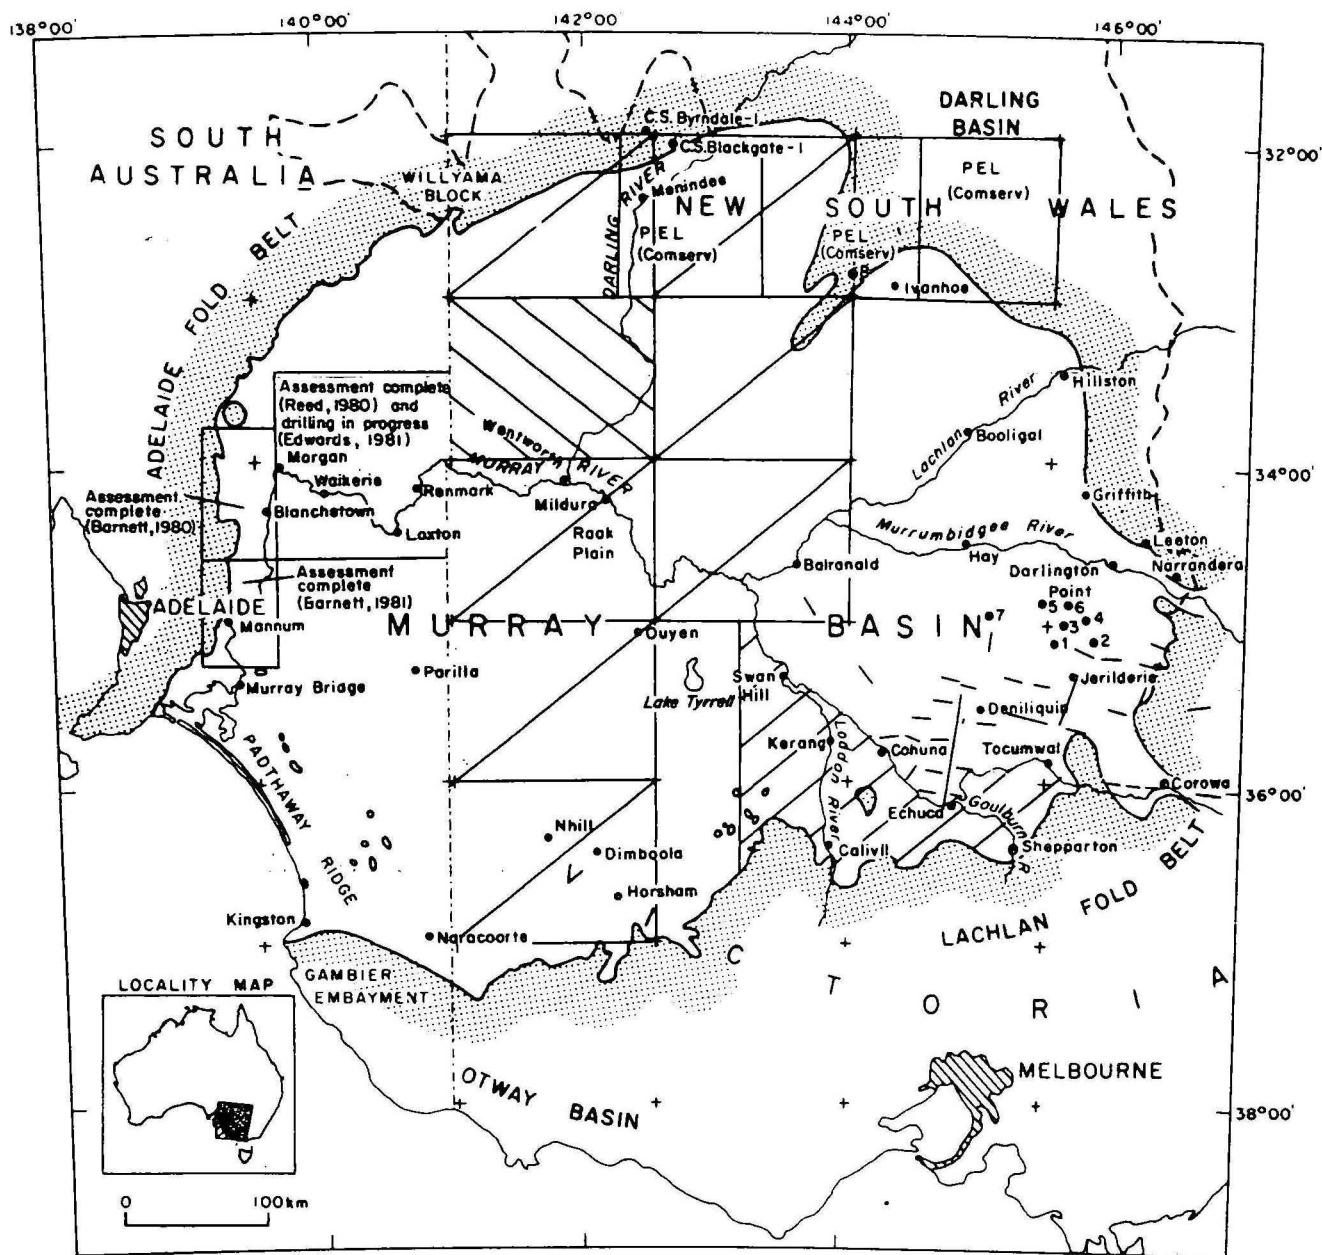 138°00'
140°00'
142°00'
144°00'
146°00'
SOUTH
AUSTRALIA
WILLYAMA
BLOCK
C.S. Byrndale-1
C.S. Blackgate-1
DARLING
BASIN
32°00'
Menindee
DARLING RIVER
NEW SOUTH WALES
PEL
(Comserv)
PEL
(Comserv)
8
PEL
(Comserv)
Ivanhoe
ADELAIDE FOLD BELT
Assessment complete
(Reed, 1980) and
drilling in progress
(Edwards, 1981)
Morgan
Waikerie
Renmark
Wentworth
MURRAY RIVER
Mildura
Raak
Plain
Lachlan River
Hillston
Booligal
34°00'
Griffith
Assessment
complete
(Barnett, 1980)
Blanchetown
Loxton
Murrumbidgee River
Hay
Leeton
Balranald
Darlington
Point
Narrandera
Assessment
complete
(Barnett, 1981)
ADELAIDE
Mannum
MURRAY BASIN
7
5 6
3 4
1 2
Ouyen
Parilla
Murray Bridge
Lake Tyrrell
Swan
Hill
Jerilderie
Deniliquin
PADTHAWAY RIDGE
Kerang
Loddon River
Cohuna
Tocumwal
Corowa
36°00'
Echuca
Goulburn R
Nhill
Dimboola
Calivil
Shepparton
Horsham
LACHLAN FOLD BELT
Kingston
Naracoorte
V
C T O R I A
GAMBIER
EMBAYMENT
LOCALITY MAP
OTWAY BASIN
MELBOURNE
38°00'
0 100km